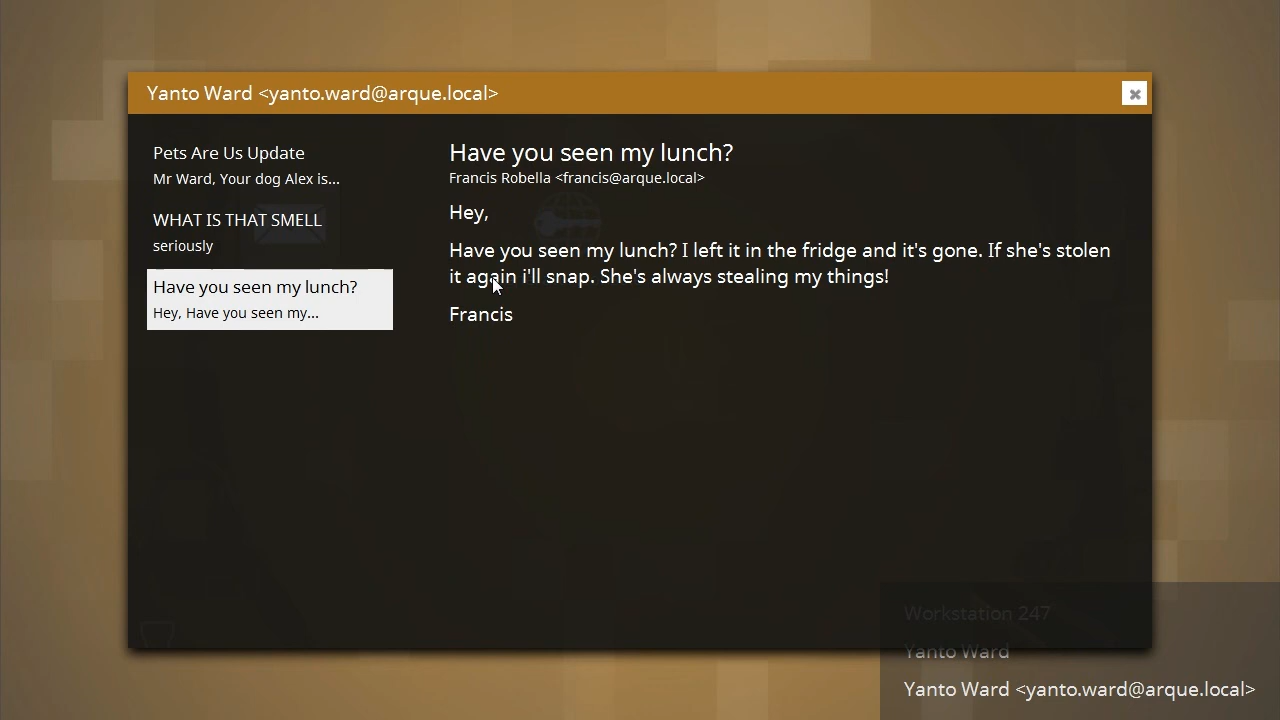 Yanto Ward <yanto.ward@arque.local>
Pets Are Us Update
Mr Ward, Your dog Alex is...
WHAT IS THAT SMELL
seriously
Have you seen my lunch?
Hey, Have you seen my...
Have you seen my lunch?
Francis Robella <francis@arque.local>
Hey,
Have you seen my lunch? I left it in the fridge and it's gone. If she's stolen
it again i'll snap. She's always stealing my things!
Francis
Workstation 247
Yanto Ward
Yanto Ward <yanto.ward@arque.local>